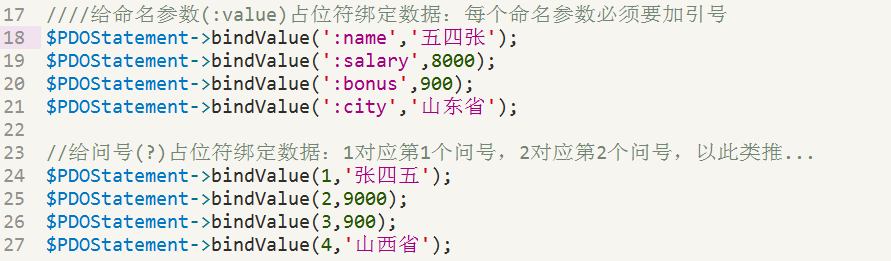 17 ////给命名参数(:value)占位符绑定数据：每个命名参数必须要加引号
18 $PDOStatement->bindValue(':name','五四张');
19 $PDOStatement->bindValue(':salary',8000);
20 $PDOStatement->bindValue(':bonus',900);
21 $PDOStatement->bindValue(':city','山东省');
22
23 //给问号(?)占位符绑定数据：1对应第1个问号，2对应第2个问号，以此类推...
24 $PDOStatement->bindValue(1,'张四五');
25 $PDOStatement->bindValue(2,9000);
26 $PDOStatement->bindValue(3,900);
27 $PDOStatement->bindValue(4,'山西省');